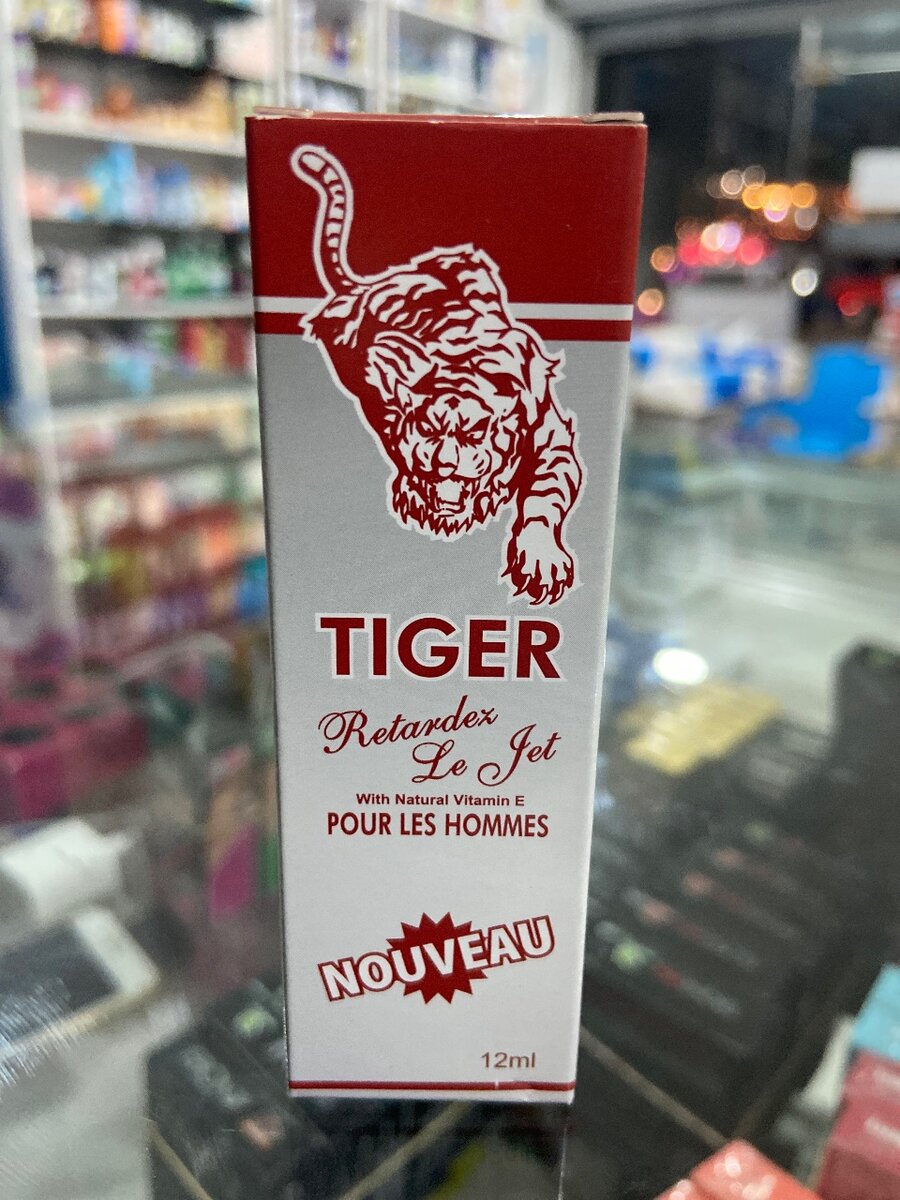 TIGER
Retardez
Le Jet
With Natural Vitamin E
POUR LES HOMMES
NOUVEAU
12ml